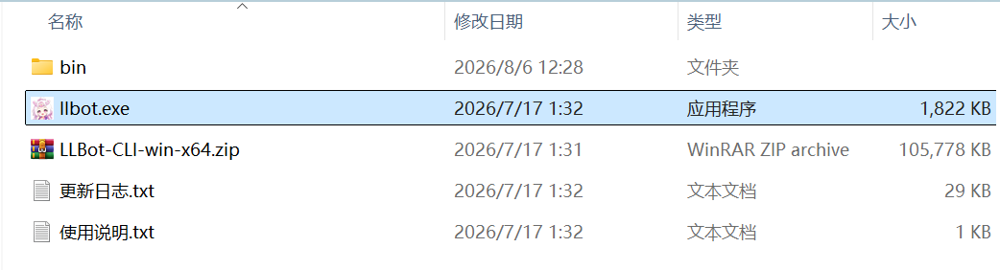 名称 修改日期 类型 大小
bin 2026/8/6 12:28 文件夹
llbot.exe 2026/7/17 1:32 应用程序 1,822 KB
LLBot-CLI-win-x64.zip 2026/7/17 1:31 WinRAR ZIP archive 105,778 KB
更新日志.txt 2026/7/17 1:32 文本文档 29 KB
使用说明.txt 2026/7/17 1:32 文本文档 1 KB